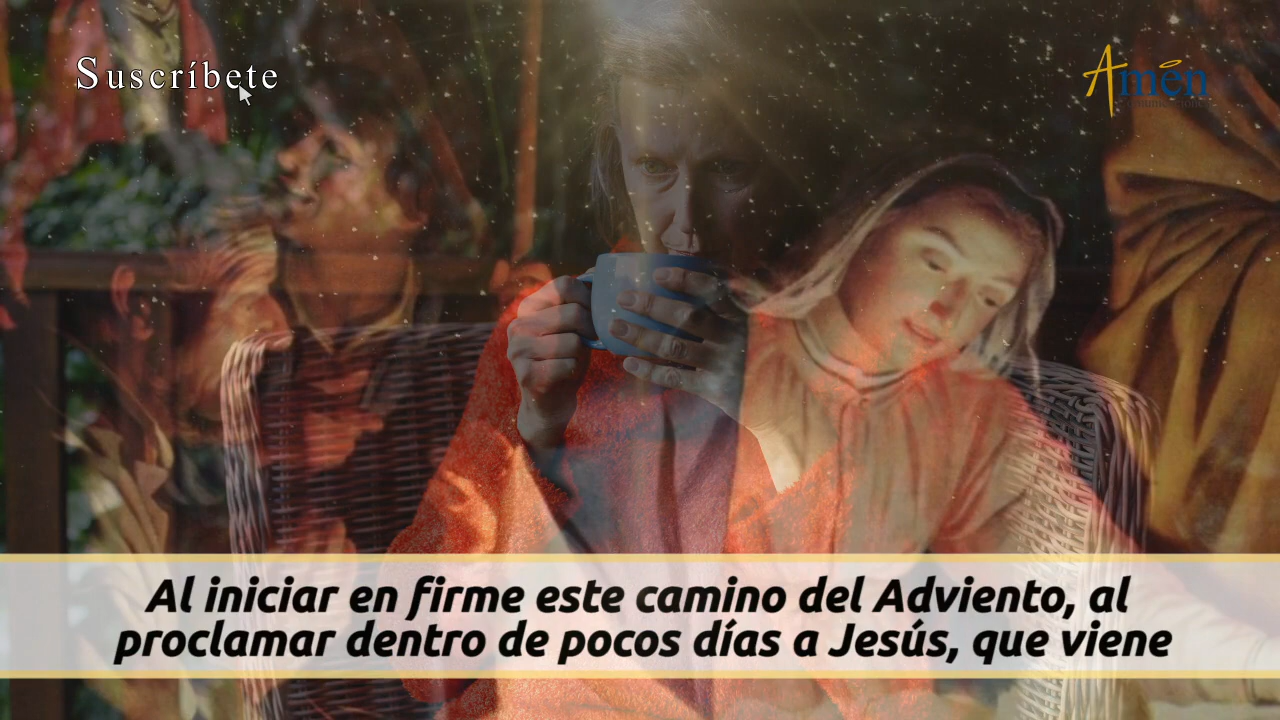 Suscríbete
Amén
Comunicaciones
Al iniciar en firme este camino del Adviento, al
proclamar dentro de pocos días a Jesús, que viene